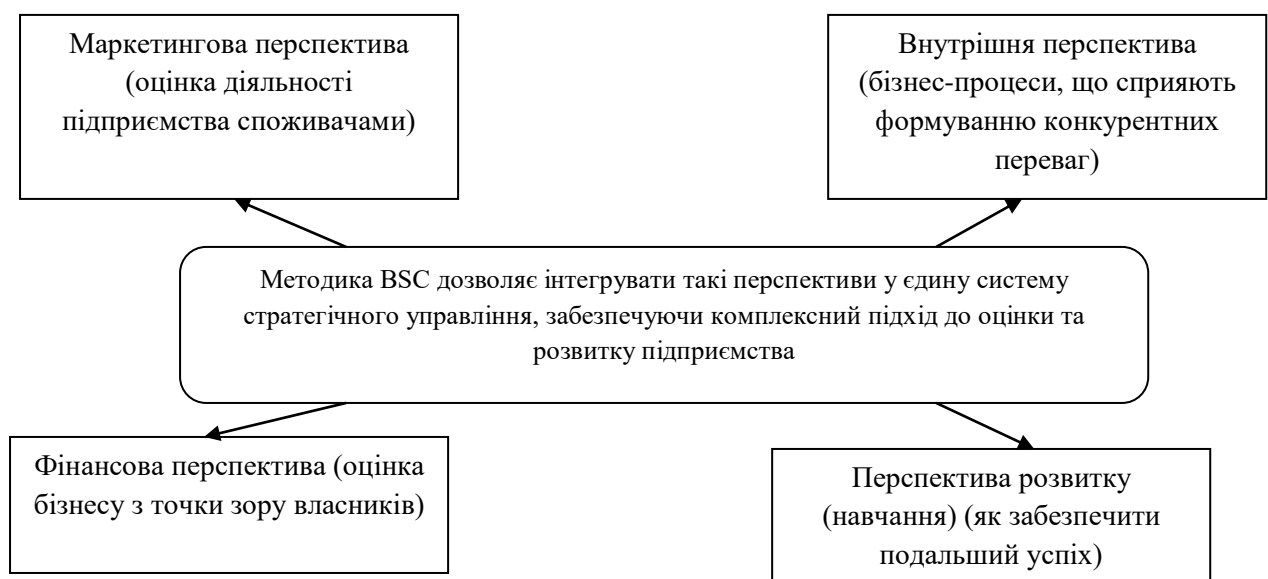 Маркетингова перспектива
(оцінка діяльності
підприємства споживачами)
Внутрішня перспектива
(бізнес-процеси, що сприяють
формуванню конкурентних
переваг)
Методика BSC дозволяє інтегрувати такі перспективи у єдину систему
стратегічного управління, забезпечуючи комплексний підхід до оцінки та
розвитку підприємства
Фінансова перспектива (оцінка
бізнесу з точки зору власників)
Перспектива розвитку
(навчання) (як забезпечити
подальший успіх)